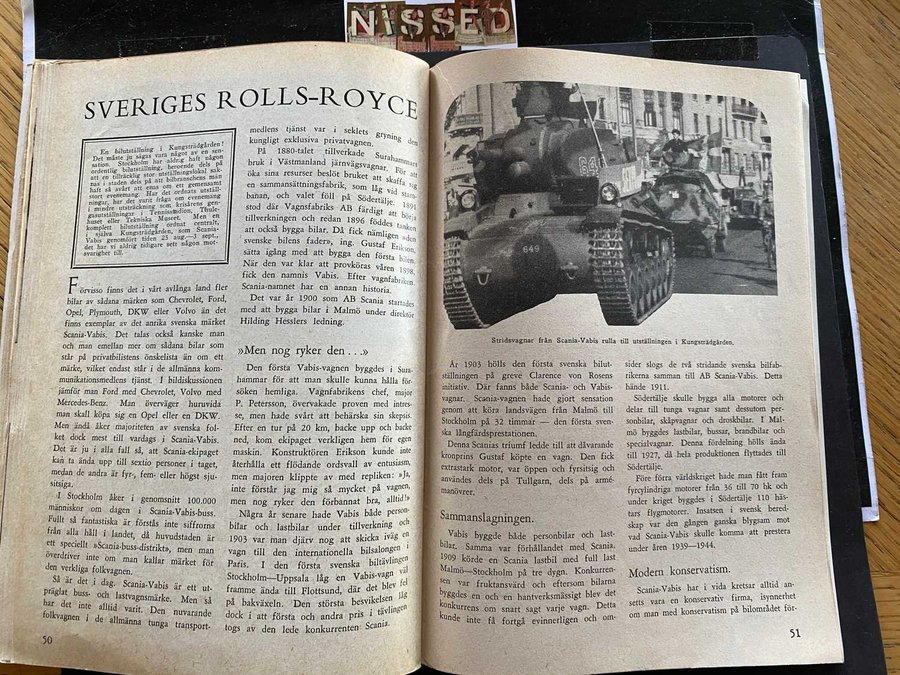 NiSSED
SVERIGES ROLLS-ROYCE
En bilutställning i Kungsträdgården!
Det måste ju sägas vara något av en sen-
sation. Stockholm har aldrig haft någon
ordentlig bilutställning, beroende dels på
att en tillräckligt stor utställningslokal sak-
nas i staden dels på att bilbranschens män
haft så svårt att enas om ett gemensamt
stort evenemang. Har det ordnats utställ-
ningar, har det varit fråga om evenemang
i mindre utsträckning som
utställningar i Tennisstadion, Thule-
huset eller Tekniska Museet. Men en
komplett bilutställning ordnat centralt,
i själva Kungsträdgården, som Scania-
Vabis genomfört tiden 25 aug—3 sept.,
det har vi aldrig tidigare sett någon mot-
svarighet till.
Förvisso finns det i vårt avlånga land fler
bilar av sådana märken som Chevrolet, Ford,
Opel, Plymouth, DKW eller Volvo än det
finns exemplar av det anrika svenska märket
Scania-Vabis. Det talas också kanske man
och man emellan mer om sådana bilar som
står på privatbilistens önskelista än om ett
märke, vilket endast står i de allmänna kom-
munikationsmedlens tjänst. I bildiskussionen
jämför man Ford med Chevrolet, Volvo med
Mercedes-Benz. Man överväger huruvida
man skall köpa sig en Opel eller en DKW.
Men ändå åker majoriteten av svenska fol-
ket dock mest till vardags i Scania-Vabis.
Det är ju i alla fall så, att Scania-ekipaget
kan ta ända upp till sextio personer i taget,
medan de andra är fyr-, fem- eller högst sju-
sitsiga.
I Stockholm åker i genomsnitt 100.000
människor om dagen i Scania-Vabis-buss.
Fullt så fantastiska är förstås inte siffrorna
från alla håll i landet, då huvudstaden är
ett speciellt »Scania-buss-distrikt», men man
överdriver inte om man kallar märket för
den verkliga folkvagnen.
Så är det i dag. Scania-Vabis är ett ut-
präglat buss- och lastvagnsmärke. Men så
har det inte alltid varit. Den nuvarande
folkvagnen i de allmänna tunga transport-
50
medlens tjänst var i seklets gryning den
kungligt exklusiva privatvagnen.
På 1880-talet tillverkade Surahammars
bruk i Västmanland järnvägsvagnar. För att
öka sina resurser beslöt bruket att skaffa sig
en sammansättningsfabrik, som låg vid stam-
banan, och valet föll på Södertälje. 1891
stod där Vagnsfabriks AB färdigt att börja
tillverkningen och redan 1896 föddes tanken
att också bygga bilar. Då fick nämligen »den
svenske bilens fader», ing. Gustaf Erikson,
sätta igång med att bygga den första bilen.
När den var klar att provköras våren 1898,
fick den namnet Vabis. Efter vagnfabriken.
Scania-namnet har en annan historia.
Det var år 1900 som AB Scania startades
med att bygga bilar i Malmö under direktör
Hilding Hesslers ledning.
»Men nog ryker den . . .»
Den första Vabis-vagnen byggdes i Sura-
hammar för att man skulle kunna hålla för-
söken hemliga. Vagnfabrikens chef, major
P. Petersson, övervakade proven med intres-
se, men hade svårt att behärska sin skepsis.
Efter en tur på 20 km, backe upp och backe
ned, kom ekipaget verkligen hem för egen
maskin. Konstruktören Erikson kunde inte
återhålla ett flödande ordsvall av entusiasm,
men majoren klippte av med repliken: »Ja,
inte förstår jag mig så mycket på vagnen,
men nog ryker den förbannat bra, alltid!»
Några år senare hade Vabis både person-
bilar och lastbilar under tillverkning och
1903 var man djärv nog att skicka iväg en
vagn till den internationella bilsalongen i
Paris. I den första svenska biltävlingen
Stockholm—Uppsala låg en Vabis-vagn väl
framme ända till Flottsund, där det blev fel
på bakväxeln. Den största besvikelsen låg
dock i att första och andra pris i tävlingen
togs av den lede konkurrenten Scania.
649
649
Stridsvagnar från Scania-Vabis rulla till utställningen i Kungsträdgården.
År 1903 hölls den första svenska bilut-
ställningen på greve Clarence von Rosens
initiativ. Där fanns både Scania- och Vabis-
vagnar. Scania-vagnen hade gjort sensation
genom att köra landsvägen från Malmö till
Stockholm på 32 timmar — den första sven-
ska långfärdsprestationen.
Denna Scanias triumf ledde till att dåvarande
kronprins Gustaf köpte en vagn. Den fick
extrastark motor, var öppen och fyrsitsig och
användes dels på Tullgarn, dels på armé-
manövrer.
Sammanslagningen.
Vabis byggde både personbilar och last-
bilar. Samma var förhållandet med Scania.
1909 körde en Scania lastbil med full last
Malmö—Stockholm på tre dygn. Konkurren-
sen var fruktansvärd och eftersom bilarna
byggdes en och en hantverksmässigt blev det
konkurrens om snart sagt varje vagn. Detta
kunde inte få fortgå evinnerligen och om-
sider slogs de två stridande svenska bilfab-
rikerna samman till AB Scania-Vabis. Detta
hände 1911.
Södertälje skulle bygga alla motorer och
delar till tunga vagnar samt dessutom per-
sonbilar, skåpvagnar och droskbilar. I Mal-
mö byggdes lastbilar, bussar, brandbilar och
specialvagnar. Denna fördelning hölls ända
till 1927, då hela produktionen flyttades till
Södertälje.
Före förra världskriget hade man fått fram
fyrcylindriga motorer från 36 till 70 hk och
under kriget byggdes i Södertälje 110 häs-
tars flygmotorer. Insatsen i svensk bered-
skap var den gången ganska blygsam mot
vad Scania-Vabis skulle komma att prestera
under åren 1939—1944.
Modern konservatism.
Scania-Vabis har i vida kretsar alltid an-
setts vara en konservativ firma, isynnerhet
om man med konservatism på bilområdet för-
51